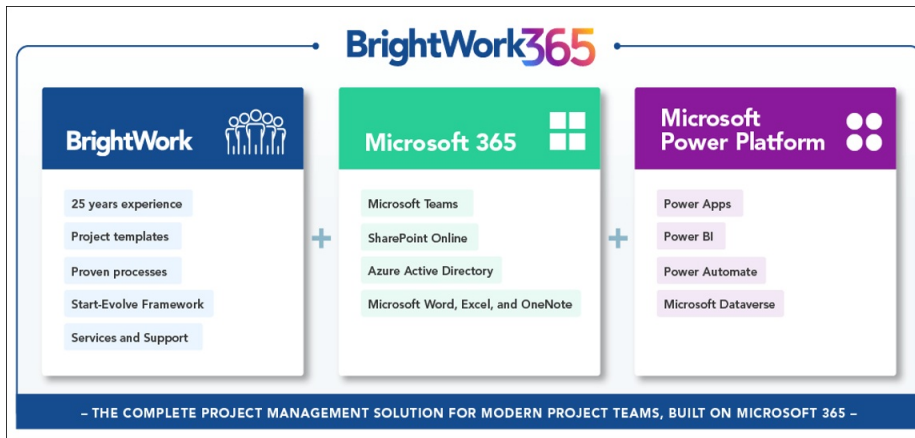 BrightWork365
BrightWork
25 years experience
Project templates
Proven processes
Start-Evolve Framework
Services and Support
+
Microsoft 365
Microsoft Teams
SharePoint Online
Azure Active Directory
Microsoft Word, Excel, and OneNote
+
Microsoft
Power Platform
Power Apps
Power BI
Power Automate
Microsoft Dataverse
– THE COMPLETE PROJECT MANAGEMENT SOLUTION FOR MODERN PROJECT TEAMS, BUILT ON MICROSOFT 365 –